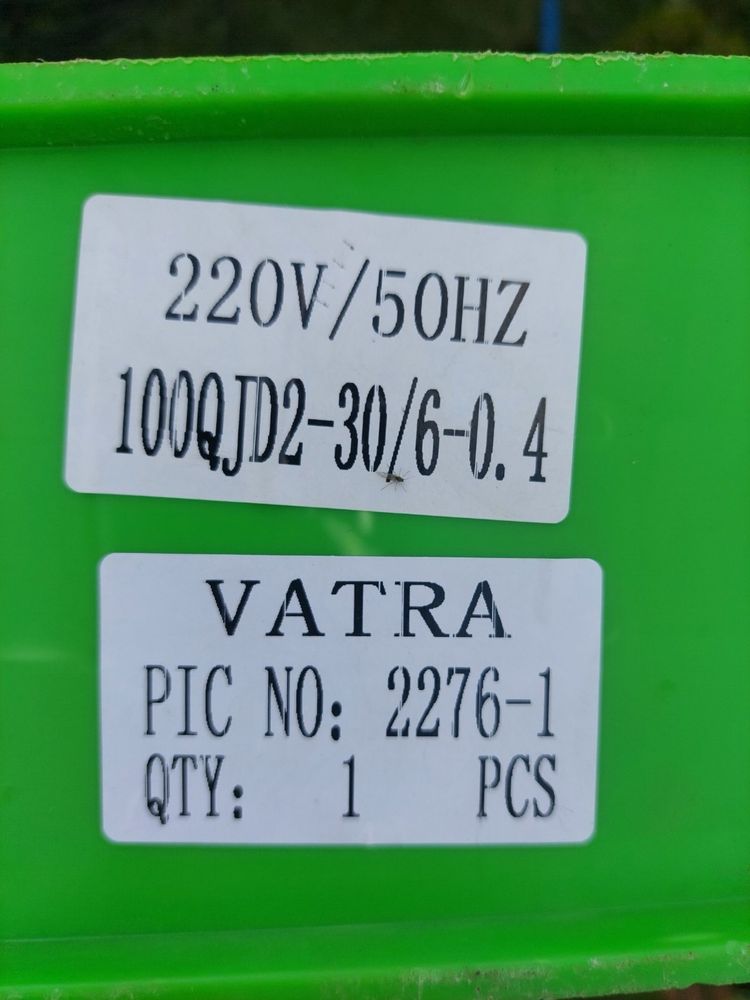 220V/50HZ
100QJD2-30/6-0.4
VATRA
PIC NO: 2276-1
QTY: 1 PCS